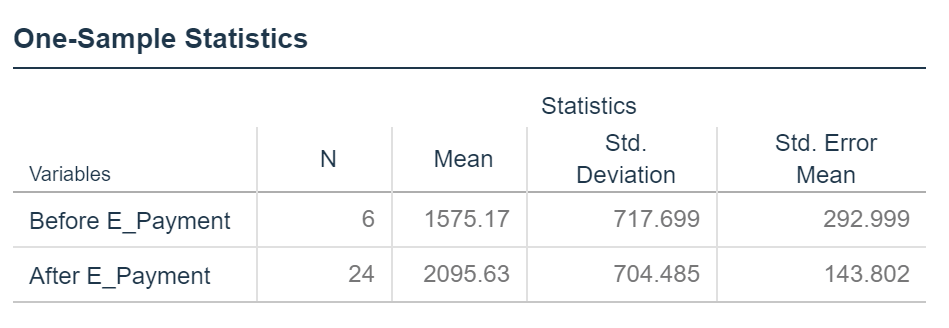 One-Sample Statistics
Statistics
Variables N Mean Std. Deviation Std. Error Mean
Before E_Payment 6 1575.17 717.699 292.999
After E_Payment 24 2095.63 704.485 143.802